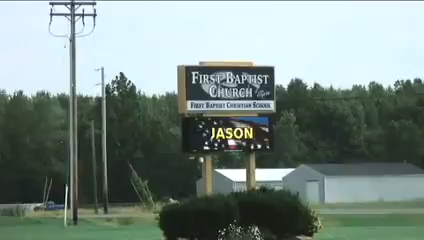 FIRST BAPTIST
CHURCH
FIRST BAPTIST CHRISTIAN SCHOOL
JASON